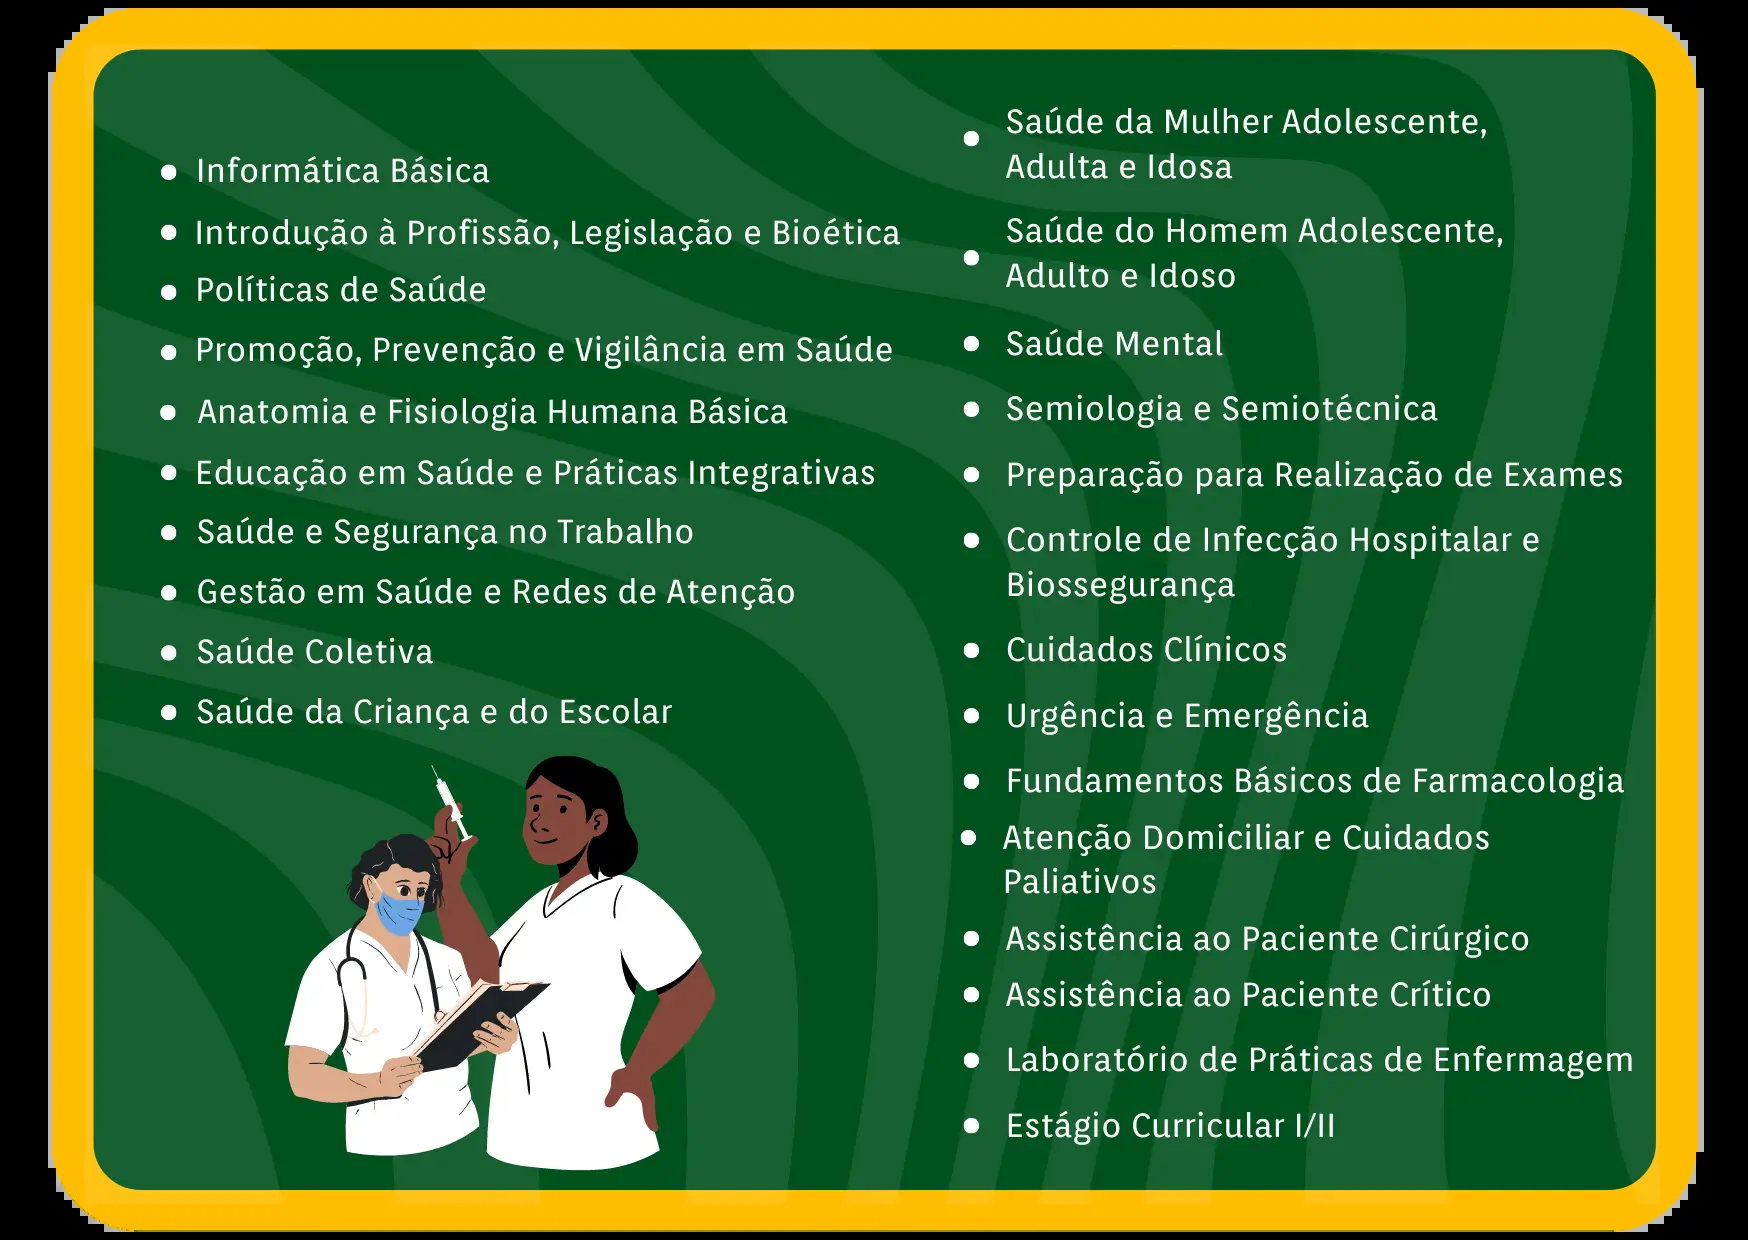 Informática Básica
Introdução à Profissão, Legislação e Bioética
Políticas de Saúde
Promoção, Prevenção e Vigilância em Saúde
Anatomia e Fisiologia Humana Básica
Educação em Saúde e Práticas Integrativas
Saúde e Segurança no Trabalho
Gestão em Saúde e Redes de Atenção
Saúde Coletiva
Saúde da Criança e do Escolar
Saúde da Mulher Adolescente,
Adulta e Idosa
Saúde do Homem Adolescente,
Adulto e Idoso
Saúde Mental
Semiologia e Semiotécnica
Preparação para Realização de Exames
Controle de Infecção Hospitalar e
Biossegurança
Cuidados Clínicos
Urgência e Emergência
Fundamentos Básicos de Farmacologia
Atenção Domiciliar e Cuidados
Paliativos
Assistência ao Paciente Cirúrgico
Assistência ao Paciente Crítico
Laboratório de Práticas de Enfermagem
Estágio Curricular I/II